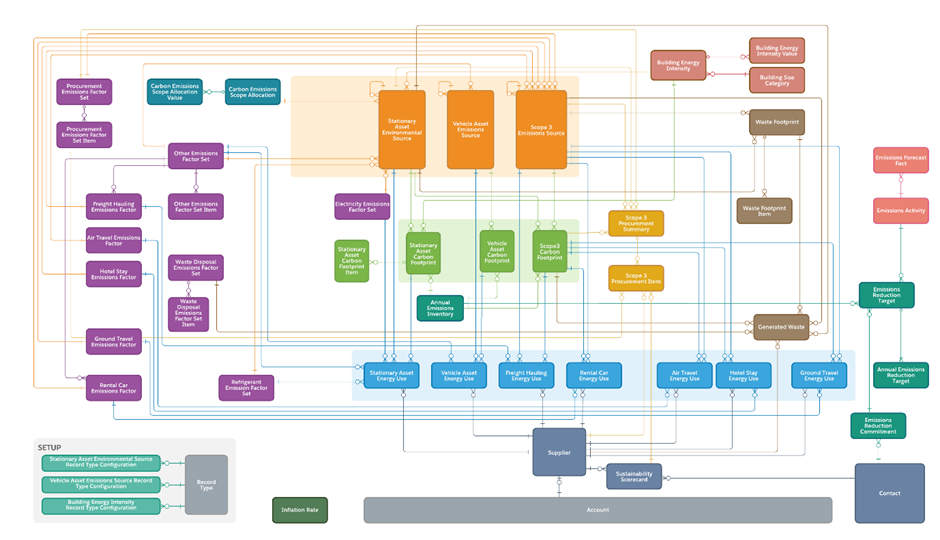 Building Energy
Intensity Value
Building Energy
Intensity
Building Size
Category
Procurement
Emissions Factor
Set
Carbon Emissions
Scope Allocation
Value
Carbon Emissions
Scope Allocation
Procurement
Emissions Factor
Set Item
Stationary
Asset
Environmental
Source
Vehicle Asset
Emissions
Source
Scope 3
Emissions Source
Waste Footprint
Other Emissions
Factor Set
Emissions Forecast
Fact
Freight Hauling
Emissions Factor
Other Emissions
Factor Set Item
Electricity Emissions
Factor Set
Waste Footprint
Item
Emissions Activity
Scope 3
Procurement
Summary
Air Travel Emissions
Factor
Stationary
Asset
Carbon
Footprint
Item
Stationary
Asset
Carbon
Footprint
Vehicle
Asset
Carbon
Footprint
Scope3
Carbon
Footprint
Hotel Stay
Emissions Factor
Waste Disposal
Emissions Factor
Set
Scope 3
Procurement Item
Waste
Disposal
Emissions
Factor Set
Item
Annual
Emissions
Inventory
Emissions
Reduction
Target
Generated Waste
Ground Travel
Emissions Factor
Stationary Asset
Energy Use
Vehicle Asset
Energy Use
Freight Hauling
Energy Use
Rental Car
Energy Use
Air Travel
Energy Use
Hotel Stay
Energy Use
Ground Travel
Energy Use
Annual Emissions
Reduction
Target
Rental Car
Emissions Factor
Refrigerant
Emission Factor
Set
Emissions
Reduction
Commitment
SETUP
Stationary Asset Environmental Source
Record Type Configuration
Vehicle Asset Emissions Source Record
Type Configuration
Building Energy Intensity
Record Type Configuration
Record
Type
Supplier
Sustainability
Scorecard
Contact
Inflation Rate
Account